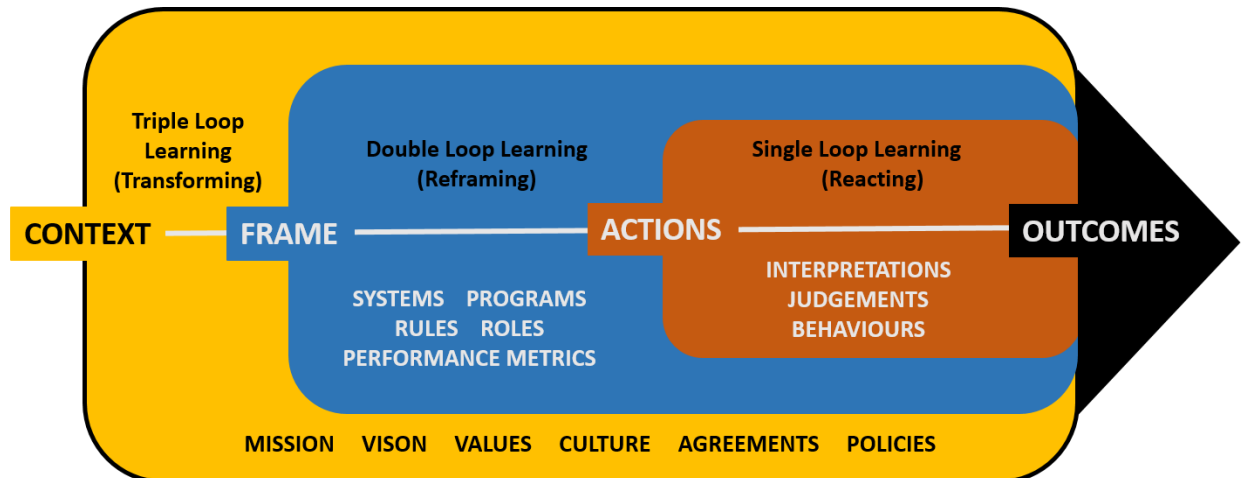 Triple Loop
Learning
(Transforming)
Double Loop Learning
(Reframing)
Single Loop Learning
(Reacting)
CONTEXT
FRAME
ACTIONS
OUTCOMES
SYSTEMS PROGRAMS
RULES ROLES
PERFORMANCE METRICS
INTERPRETATIONS
JUDGEMENTS
BEHAVIOURS
MISSION VISON VALUES CULTURE AGREEMENTS POLICIES